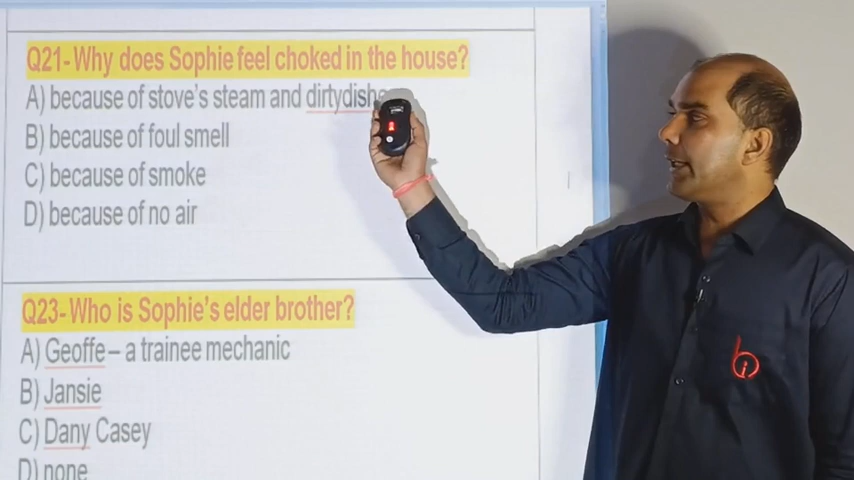 Q21- Why does Sophie feel choked in the house?
A) because of stove's steam and dirtydishe
B) because of foul smell
C) because of smoke
D) because of no air
Q23- Who is Sophie's elder brother?
A) Geoffe – a trainee mechanic
B) Jansie
C) Dany Casey
D) none